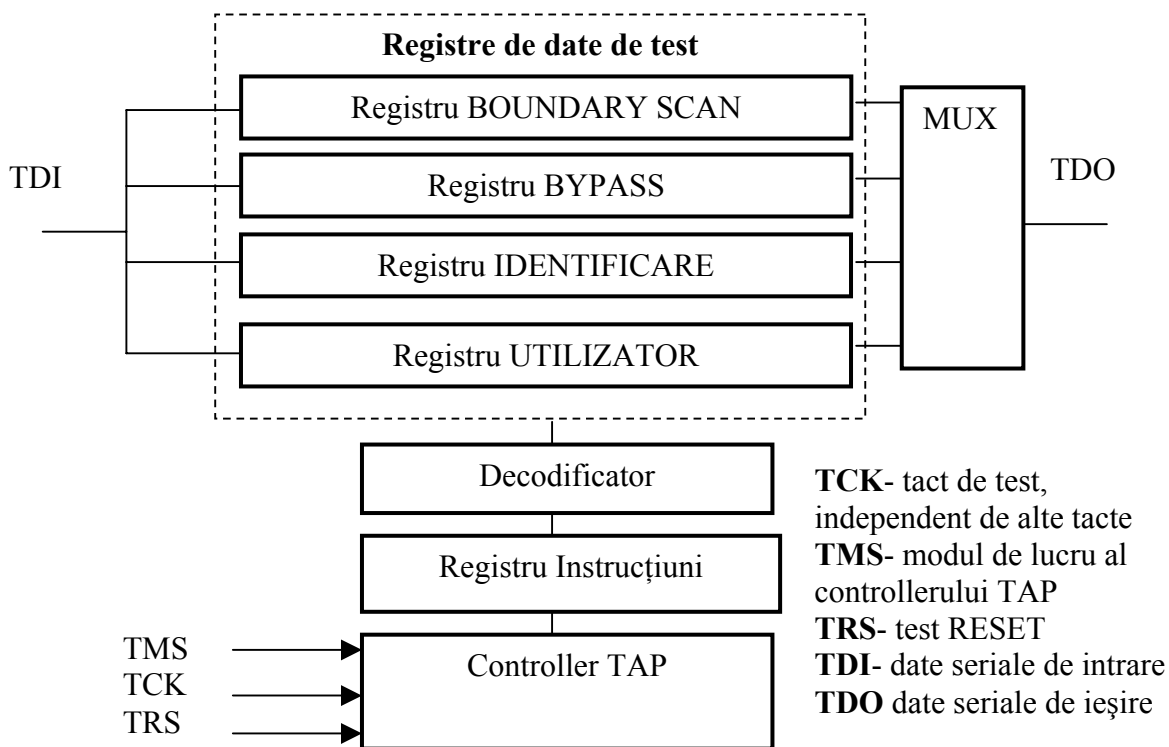 Registre de date de test
Registru BOUNDARY SCAN
MUX
TDI
Registru BYPASS
TDO
Registru IDENTIFICARE
Registru UTILIZATOR
Decodificator
Registru Instrucțiuni
Controller TAP
TMS
TCK
TRS
TCK- tact de test,
independent de alte tacte
TMS- modul de lucru al
controllerului TAP
TRS- test RESET
TDI- date seriale de intrare
TDO date seriale de ieşire